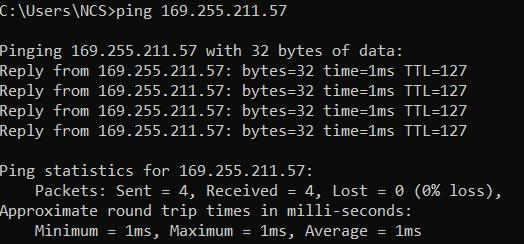 C:\Users\NCS>ping 169.255.211.57
Pinging 169.255.211.57 with 32 bytes of data:
Reply from 169.255.211.57: bytes=32 time=1ms TTL=127
Reply from 169.255.211.57: bytes=32 time=1ms TTL=127
Reply from 169.255.211.57: bytes=32 time=1ms TTL=127
Reply from 169.255.211.57: bytes=32 time=1ms TTL=127
Ping statistics for 169.255.211.57:
    Packets: Sent = 4, Received = 4, Lost = 0 (0% loss),
Approximate round trip times in milli-seconds:
    Minimum = 1ms, Maximum = 1ms, Average = 1ms